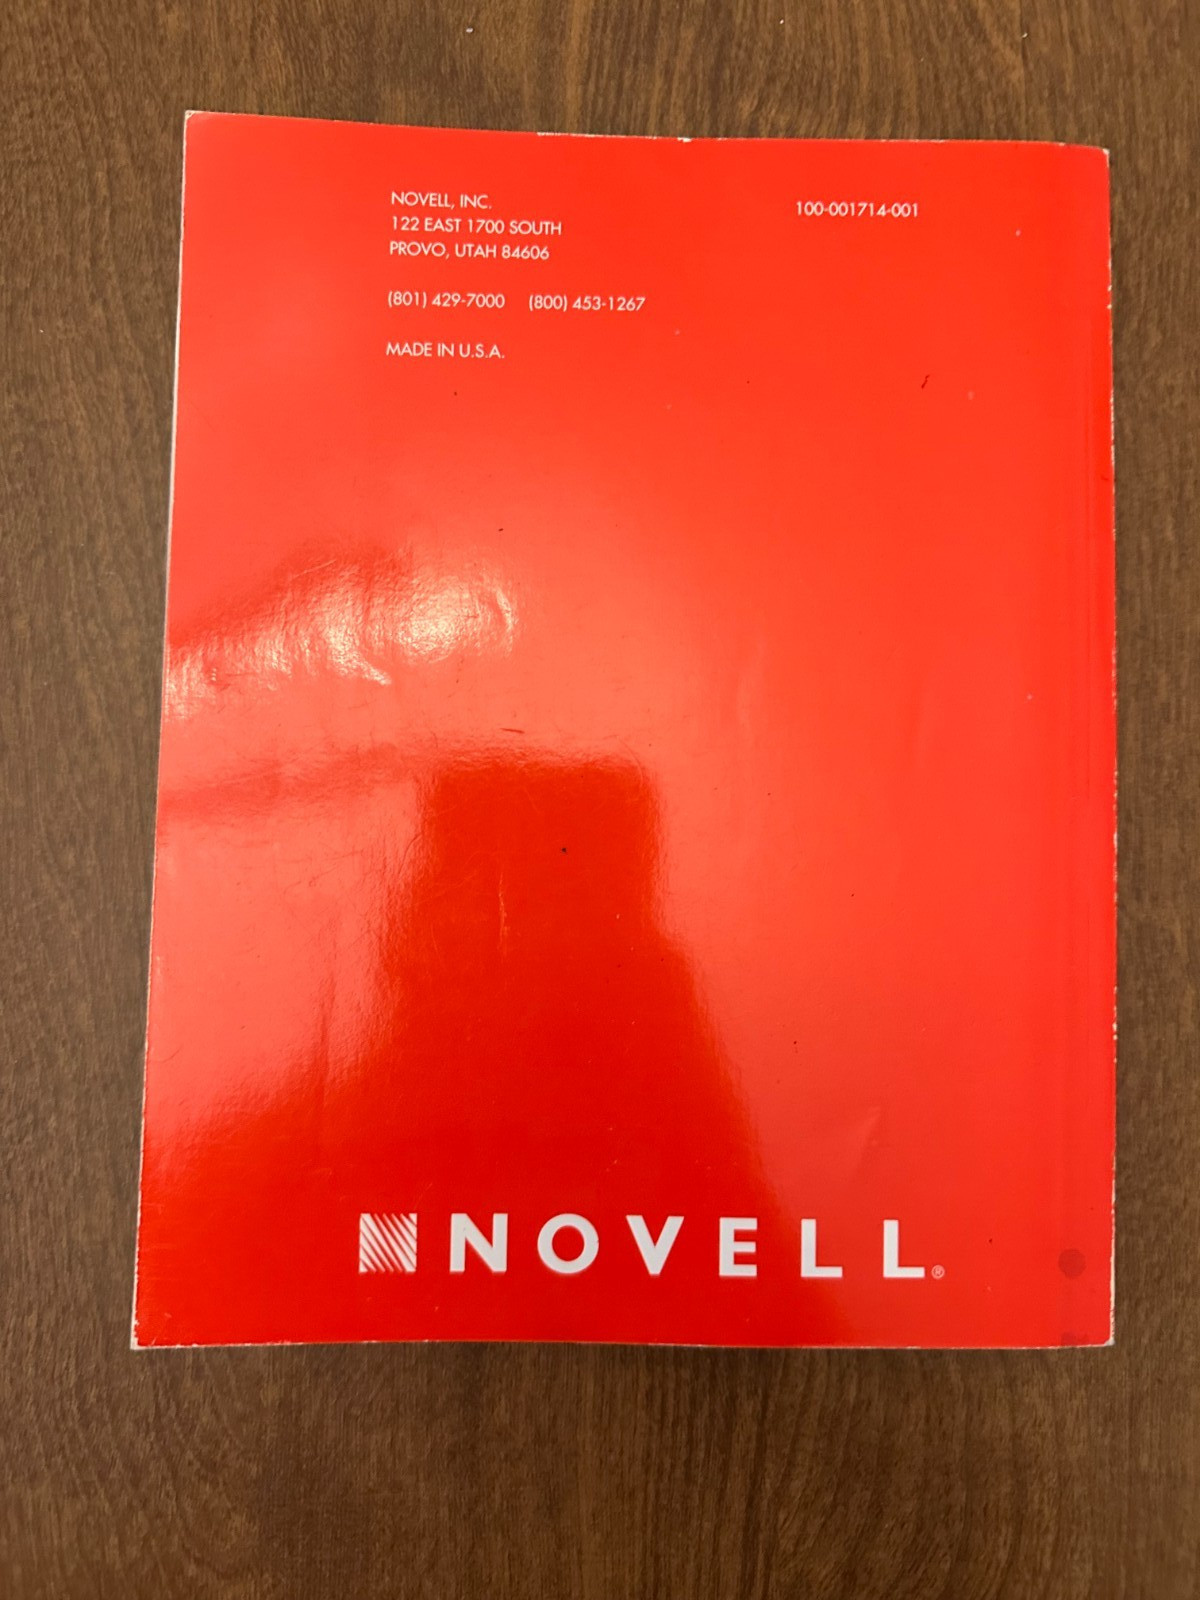 NOVELL, INC.
122 EAST 1700 SOUTH
PROVO, UTAH 84606
(801) 429-7000 (800) 453-1267
MADE IN U.S.A.
100-001714-001
NOVELL®